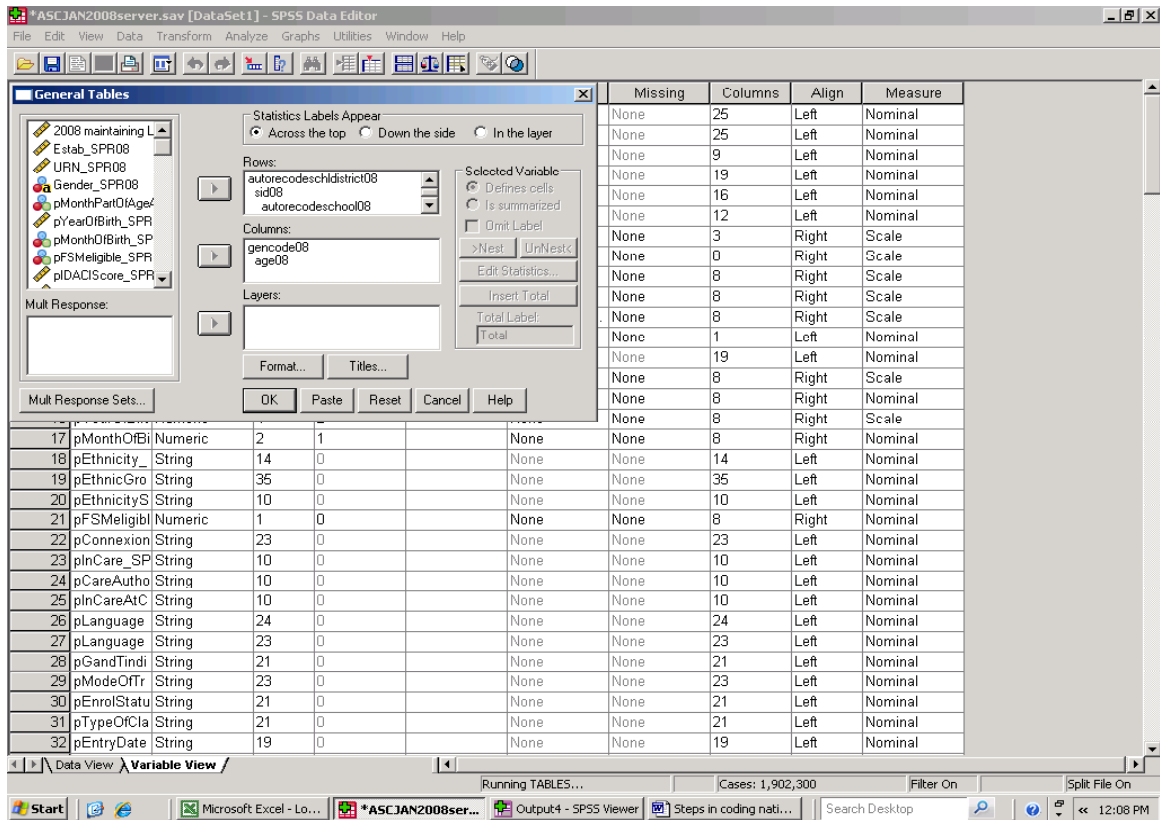 *ASCJAN2008server.sav [DataSet1] - SPSS Data Editor
File Edit View Data Transform Analyze Graphs Utilities Window Help
General Tables
2008 maintaining L
Estab_SPR08
URN_SPR08
Gender_SPR08
pMonthPartOfAgeA
pYearOfBirth_SPR
pMonthOfBirth_SP
pFSMeligible_SPR
pIDACIScore_SPR
Mult Response:
Mult Response Sets...
Statistics Labels Appear
Across the top Down the side In the layer
Rows:
autorecodeschldistrict08
sid08
autorecodeschool08
Columns:
gencode08
age08
Layers:
Format... Titles...
OK Paste Reset Cancel Help
Selected Variable
Defines cells
Is summarized
Omit Label
>Nest UnNest<
Edit Statistics...
Insert Total
Total Label:
Total
Missing Columns Align Measure
None 25 Left Nominal
None 25 Left Nominal
None 9 Left Nominal
None 19 Left Nominal
None 16 Left Nominal
None 12 Left Nominal
None 3 Right Scale
None 0 Right Scale
None 8 Right Scale
None 8 Right Scale
None 8 Right Scale
None 1 Left Nominal
None 19 Left Nominal
None 8 Right Scale
None 8 Right Nominal
None 8 Right Scale
17 pMonthOfBi Numeric 2 1 None None 8 Right Nominal
18 pEthnicity_ String 14 0 None None 14 Left Nominal
19 pEthnicGro String 35 0 None None 35 Left Nominal
20 pEthnicityS String 10 0 None None 10 Left Nominal
21 pFSMeligibl Numeric 1 0 None None 8 Right Nominal
22 pConnexion String 23 0 None None 23 Left Nominal
23 pInCare_SP String 10 0 None None 10 Left Nominal
24 pCareAutho String 10 0 None None 10 Left Nominal
25 pInCareAtC String 10 0 None None 10 Left Nominal
26 pLanguage String 24 0 None None 24 Left Nominal
27 pLanguage String 23 0 None None 23 Left Nominal
28 pGandTindi String 21 0 None None 21 Left Nominal
29 pModeOfTr String 23 0 None None 23 Left Nominal
30 pEnrolStatu String 21 0 None None 21 Left Nominal
31 pTypeOfCla String 21 0 None None 21 Left Nominal
32 pEntryDate String 19 0 None None 19 Left Nominal
Data View Variable View
Running TABLES... Cases: 1,902,300 Filter On Split File On
Start Microsoft Excel - Lo... *ASCJAN2008ser... Output4 - SPSS Viewer Steps in coding nati... Search Desktop 12:08 PM